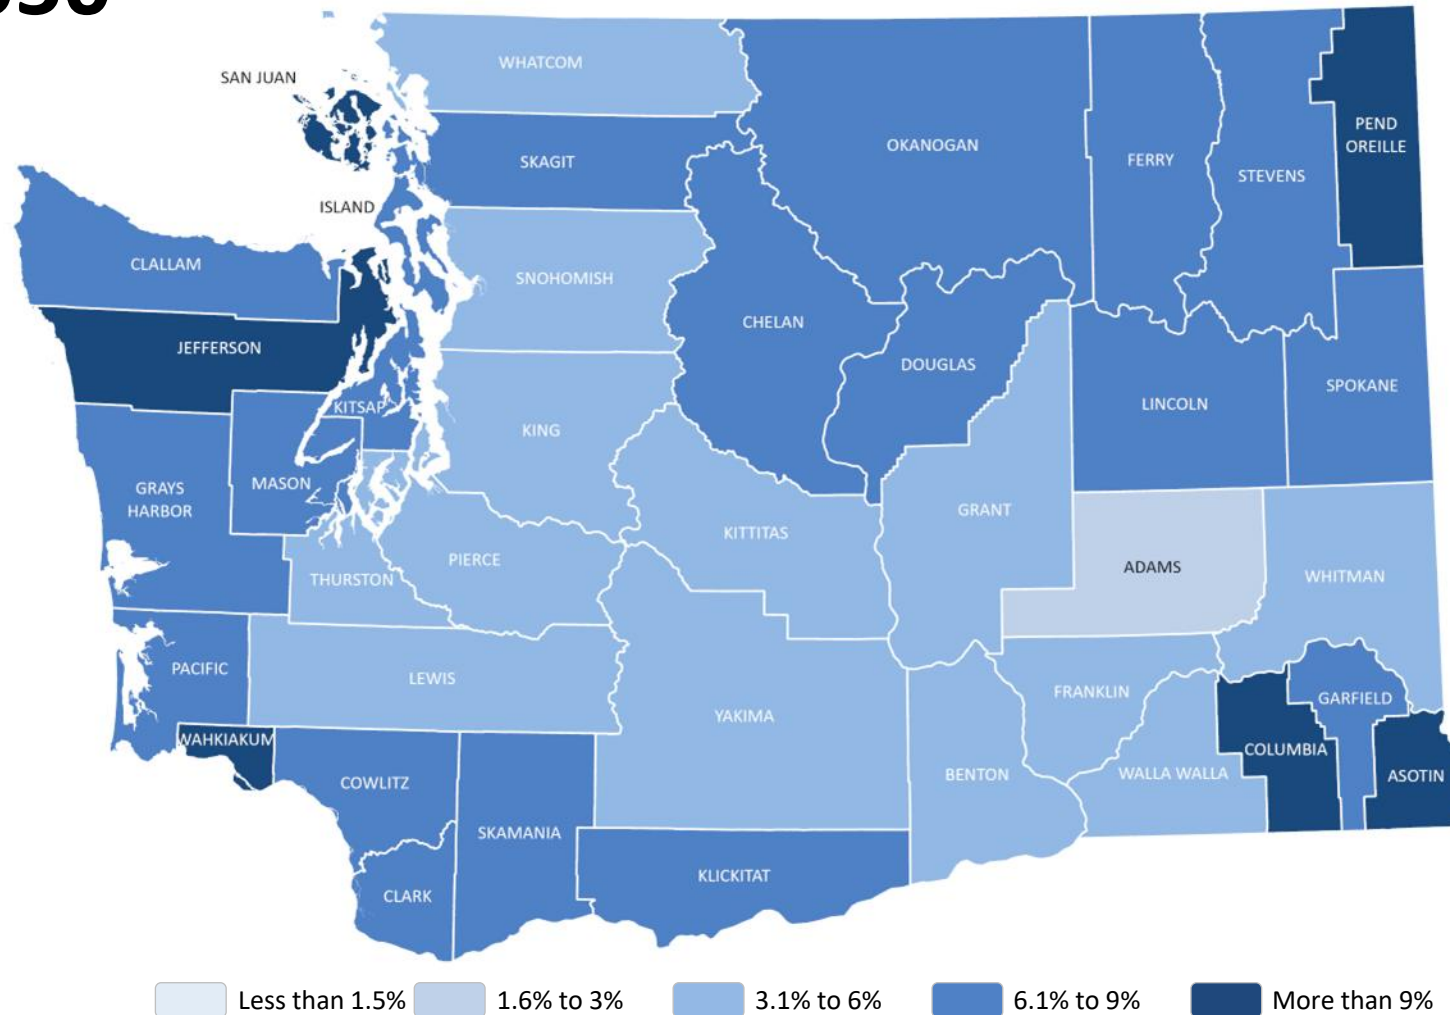 WHATCOM
SAN JUAN
PEND
OREILLE
OKANOGAN
SKAGIT
FERRY
STEVENS
ISLAND
CLALLAM
SNOHOMISH
CHELAN
JEFFERSON
DOUGLAS
SPOKANE
LINCOLN
KITSAP
KING
MASON
GRAYS
HARBOR
GRANT
KITTITAS
PIERCE
ADAMS
WHITMAN
THURSTON
PACIFIC
LEWIS
FRANKLIN
GARFIELD
YAKIMA
WAHKIAKUM
COLUMBIA
BENTON
WALLA WALLA
ASOTIN
COWLITZ
SKAMANIA
KLICKITAT
CLARK
Less than 1.5%
1.6% to 3%
3.1% to 6%
6.1% to 9%
More than 9%